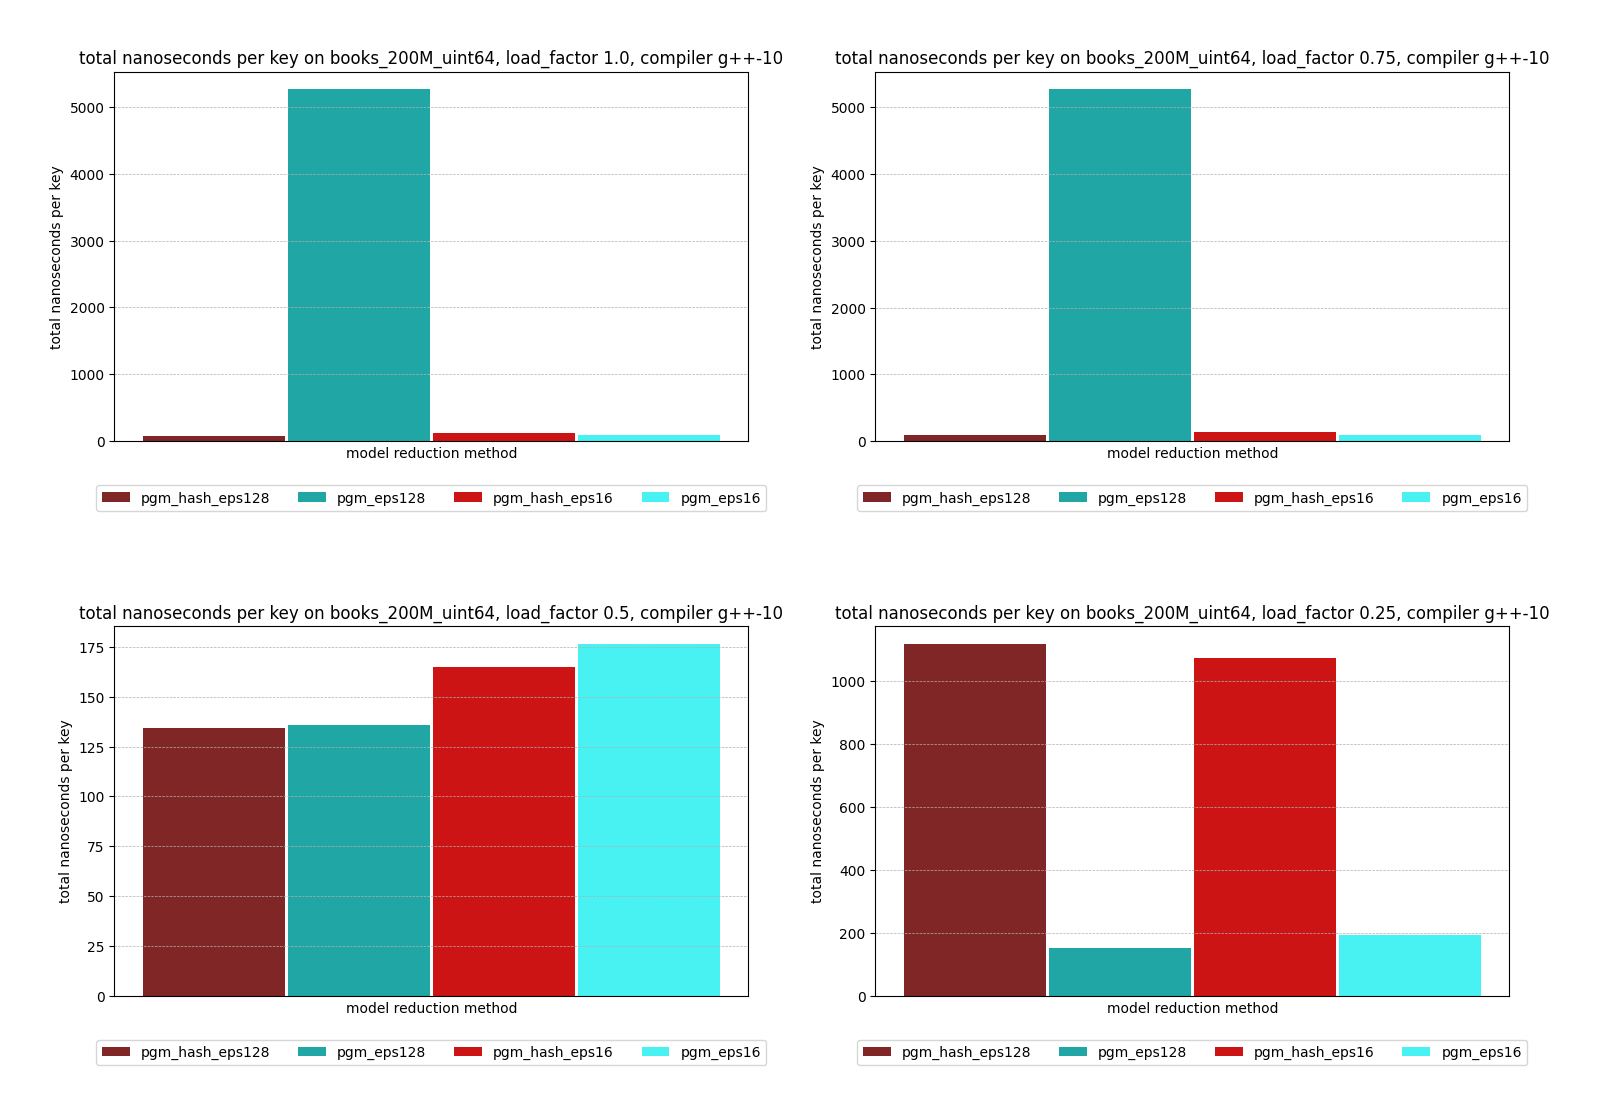 total nanoseconds per key on books_200M_uint64, load_factor 1.0, compiler g++-10
total nanoseconds per key
5000
4000
3000
2000
1000
0
model reduction method
pgm_hash_eps128 pgm_eps128 pgm_hash_eps16 pgm_eps16
total nanoseconds per key on books_200M_uint64, load_factor 0.75, compiler g++-10
total nanoseconds per key
5000
4000
3000
2000
1000
0
model reduction method
pgm_hash_eps128 pgm_eps128 pgm_hash_eps16 pgm_eps16
total nanoseconds per key on books_200M_uint64, load_factor 0.5, compiler g++-10
total nanoseconds per key
175
150
125
100
75
50
25
0
model reduction method
pgm_hash_eps128 pgm_eps128 pgm_hash_eps16 pgm_eps16
total nanoseconds per key on books_200M_uint64, load_factor 0.25, compiler g++-10
total nanoseconds per key
1000
800
600
400
200
0
model reduction method
pgm_hash_eps128 pgm_eps128 pgm_hash_eps16 pgm_eps16